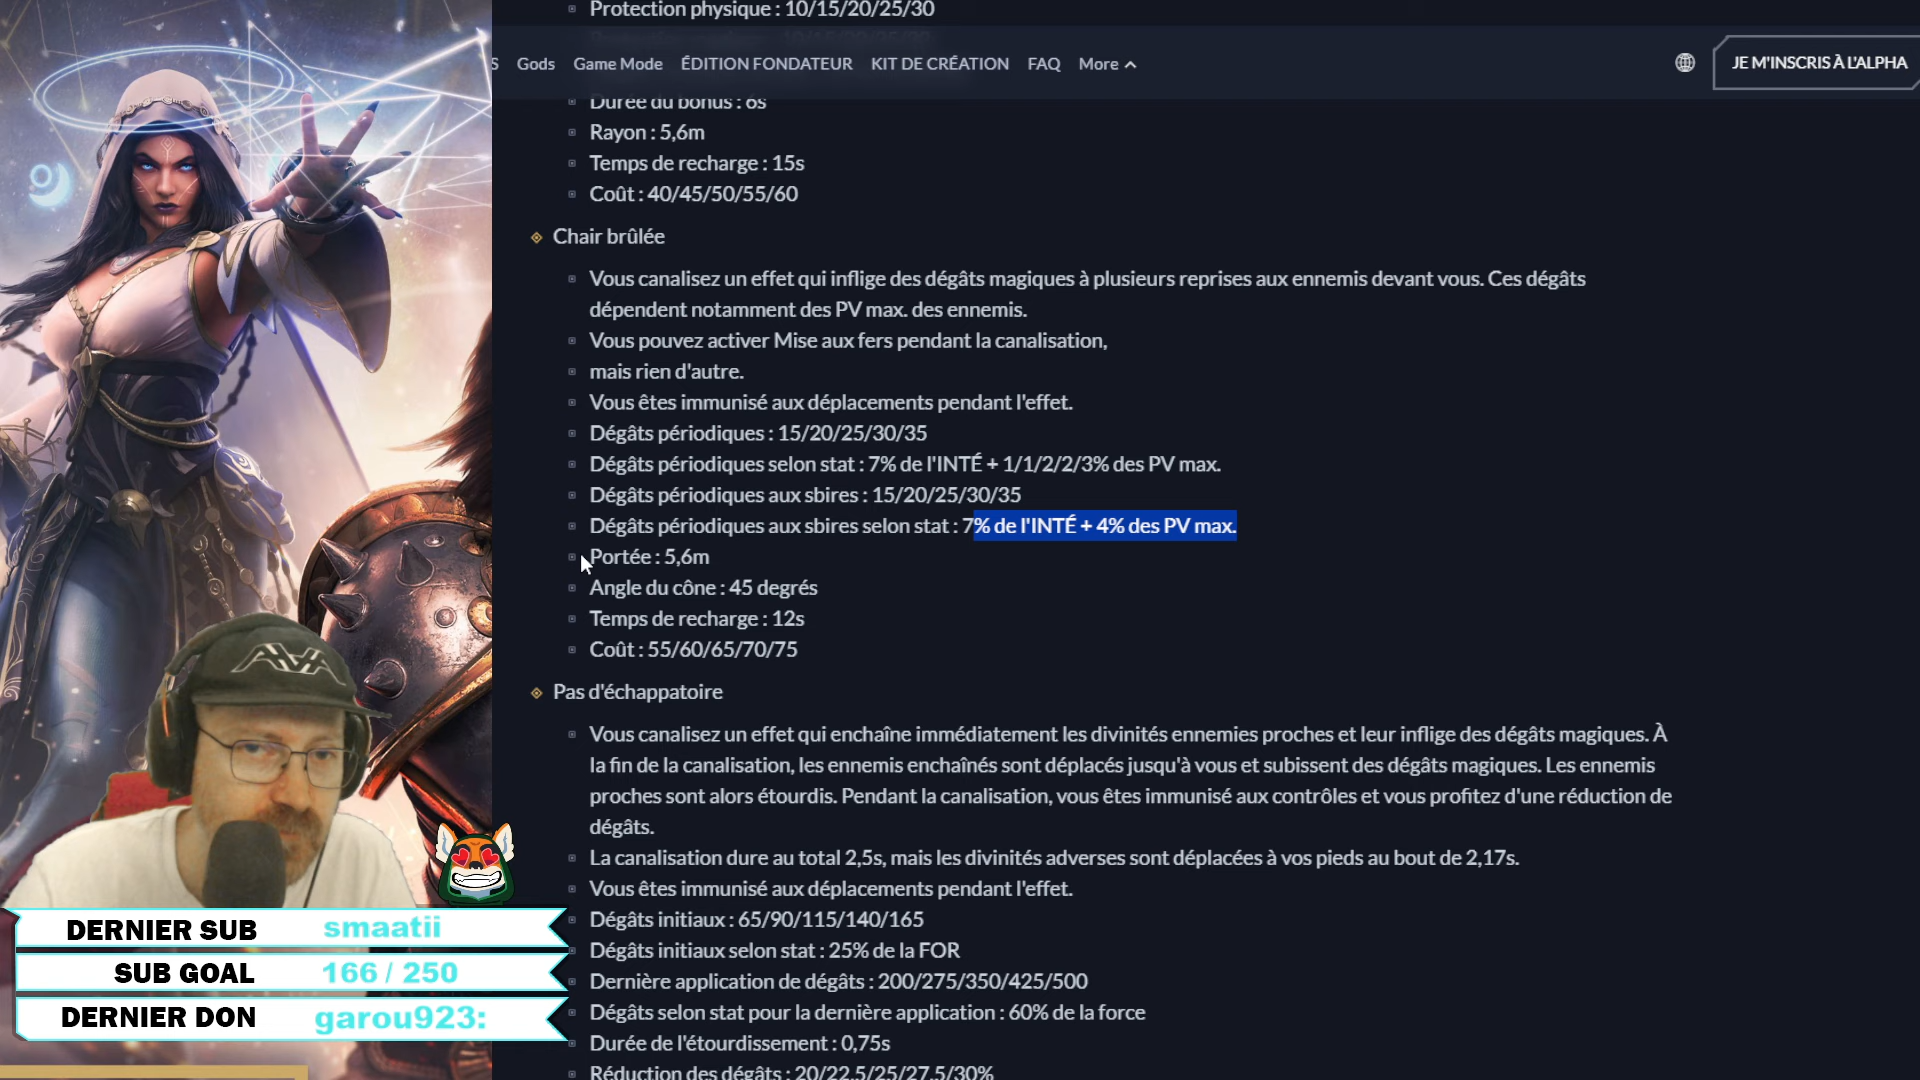 Protection physique : 10/15/20/25/30
S Gods Game Mode ÉDITION FONDATEUR KIT DE CRÉATION FAQ More JE M'INSCRIS À L'ALPHA
Durée du bonus : 6s
Rayon : 5,6m
Temps de recharge : 15s
Coût : 40/45/50/55/60
Chair brûlée
Vous canalisez un effet qui inflige des dégâts magiques à plusieurs reprises aux ennemis devant vous. Ces dégâts
dépendent notamment des PV max. des ennemis.
Vous pouvez activer Mise aux fers pendant la canalisation,
mais rien d'autre.
Vous êtes immunisé aux déplacements pendant l'effet.
Dégâts périodiques : 15/20/25/30/35
Dégâts périodiques selon stat : 7% de l'INTÉ + 1/1/2/2/3% des PV max.
Dégâts périodiques aux sbires : 15/20/25/30/35
Dégâts périodiques aux sbires selon stat : 7% de l'INTÉ + 4% des PV max.
Portée : 5,6m
Angle du cône : 45 degrés
Temps de recharge : 12s
Coût : 55/60/65/70/75
Pas d'échappatoire
Vous canalisez un effet qui enchaîne immédiatement les divinités ennemies proches et leur inflige des dégâts magiques. À
la fin de la canalisation, les ennemis enchaînés sont déplacés jusqu'à vous et subissent des dégâts magiques. Les ennemis
proches sont alors étourdis. Pendant la canalisation, vous êtes immunisé aux contrôles et vous profitez d'une réduction de
dégâts.
La canalisation dure au total 2,5s, mais les divinités adverses sont déplacées à vos pieds au bout de 2,17s.
Vous êtes immunisé aux déplacements pendant l'effet.
Dégâts initiaux : 65/90/115/140/165
Dégâts initiaux selon stat : 25% de la FOR
Dernière application de dégâts : 200/275/350/425/500
Dégâts selon stat pour la dernière application : 60% de la force
Durée de l'étourdissement : 0,75s
Réduction des dégâts : 20/22,5/25/27,5/30%
DERNIER SUB smaatii
SUB GOAL 166 / 250
DERNIER DON garou923: